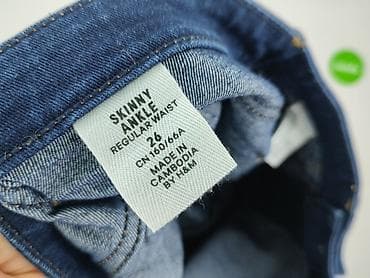 SKINNY
ANKLE
REGULAR WAIST
26
CN 160/66A
MADE IN
CAMBODIA
BY H&M